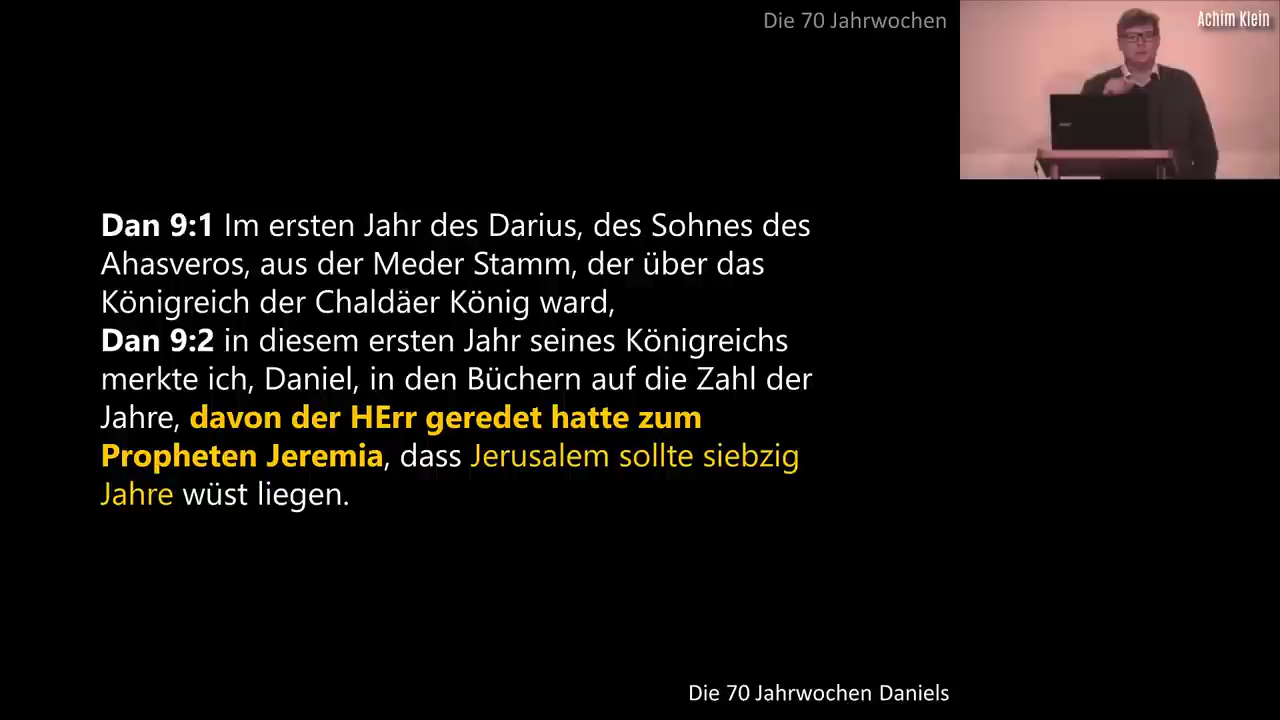 Die 70 Jahrwochen
Achim Klein
Dan 9:1 Im ersten Jahr des Darius, des Sohnes des
Ahasveros, aus der Meder Stamm, der über das
Königreich der Chaldäer König ward,
Dan 9:2 in diesem ersten Jahr seines Königreichs
merkte ich, Daniel, in den Büchern auf die Zahl der
Jahre, davon der HErr geredet hatte zum
Propheten Jeremia, dass Jerusalem sollte siebzig
Jahre wüst liegen.
Die 70 Jahrwochen Daniels